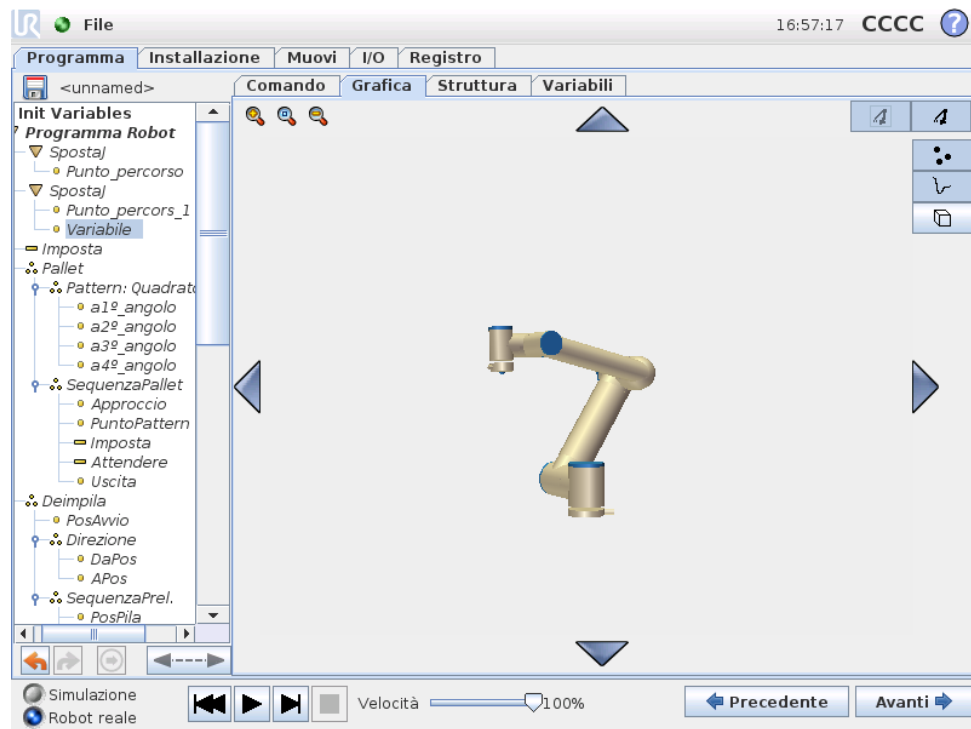 UR File 16:57:17 CCCC ?
Programma Installazione Muovi I/O Registro
<unnamed> Comando Grafica Struttura Variabili
Init Variables
Programma Robot
SpostaJ
Punto_percorso
SpostaJ
Punto_percors_1
Variabile
Imposta
Pallet
Pattern: Quadrato
a1º_angolo
a2º_angolo
a3º_angolo
a4º_angolo
SequenzaPallet
Approccio
PuntoPattern
Imposta
Attendere
Uscita
Deimpila
PosAvvio
Direzione
DaPos
APos
SequenzaPrel.
PosPila
Simulazione
Robot reale
Velocità 100% Precedente Avanti